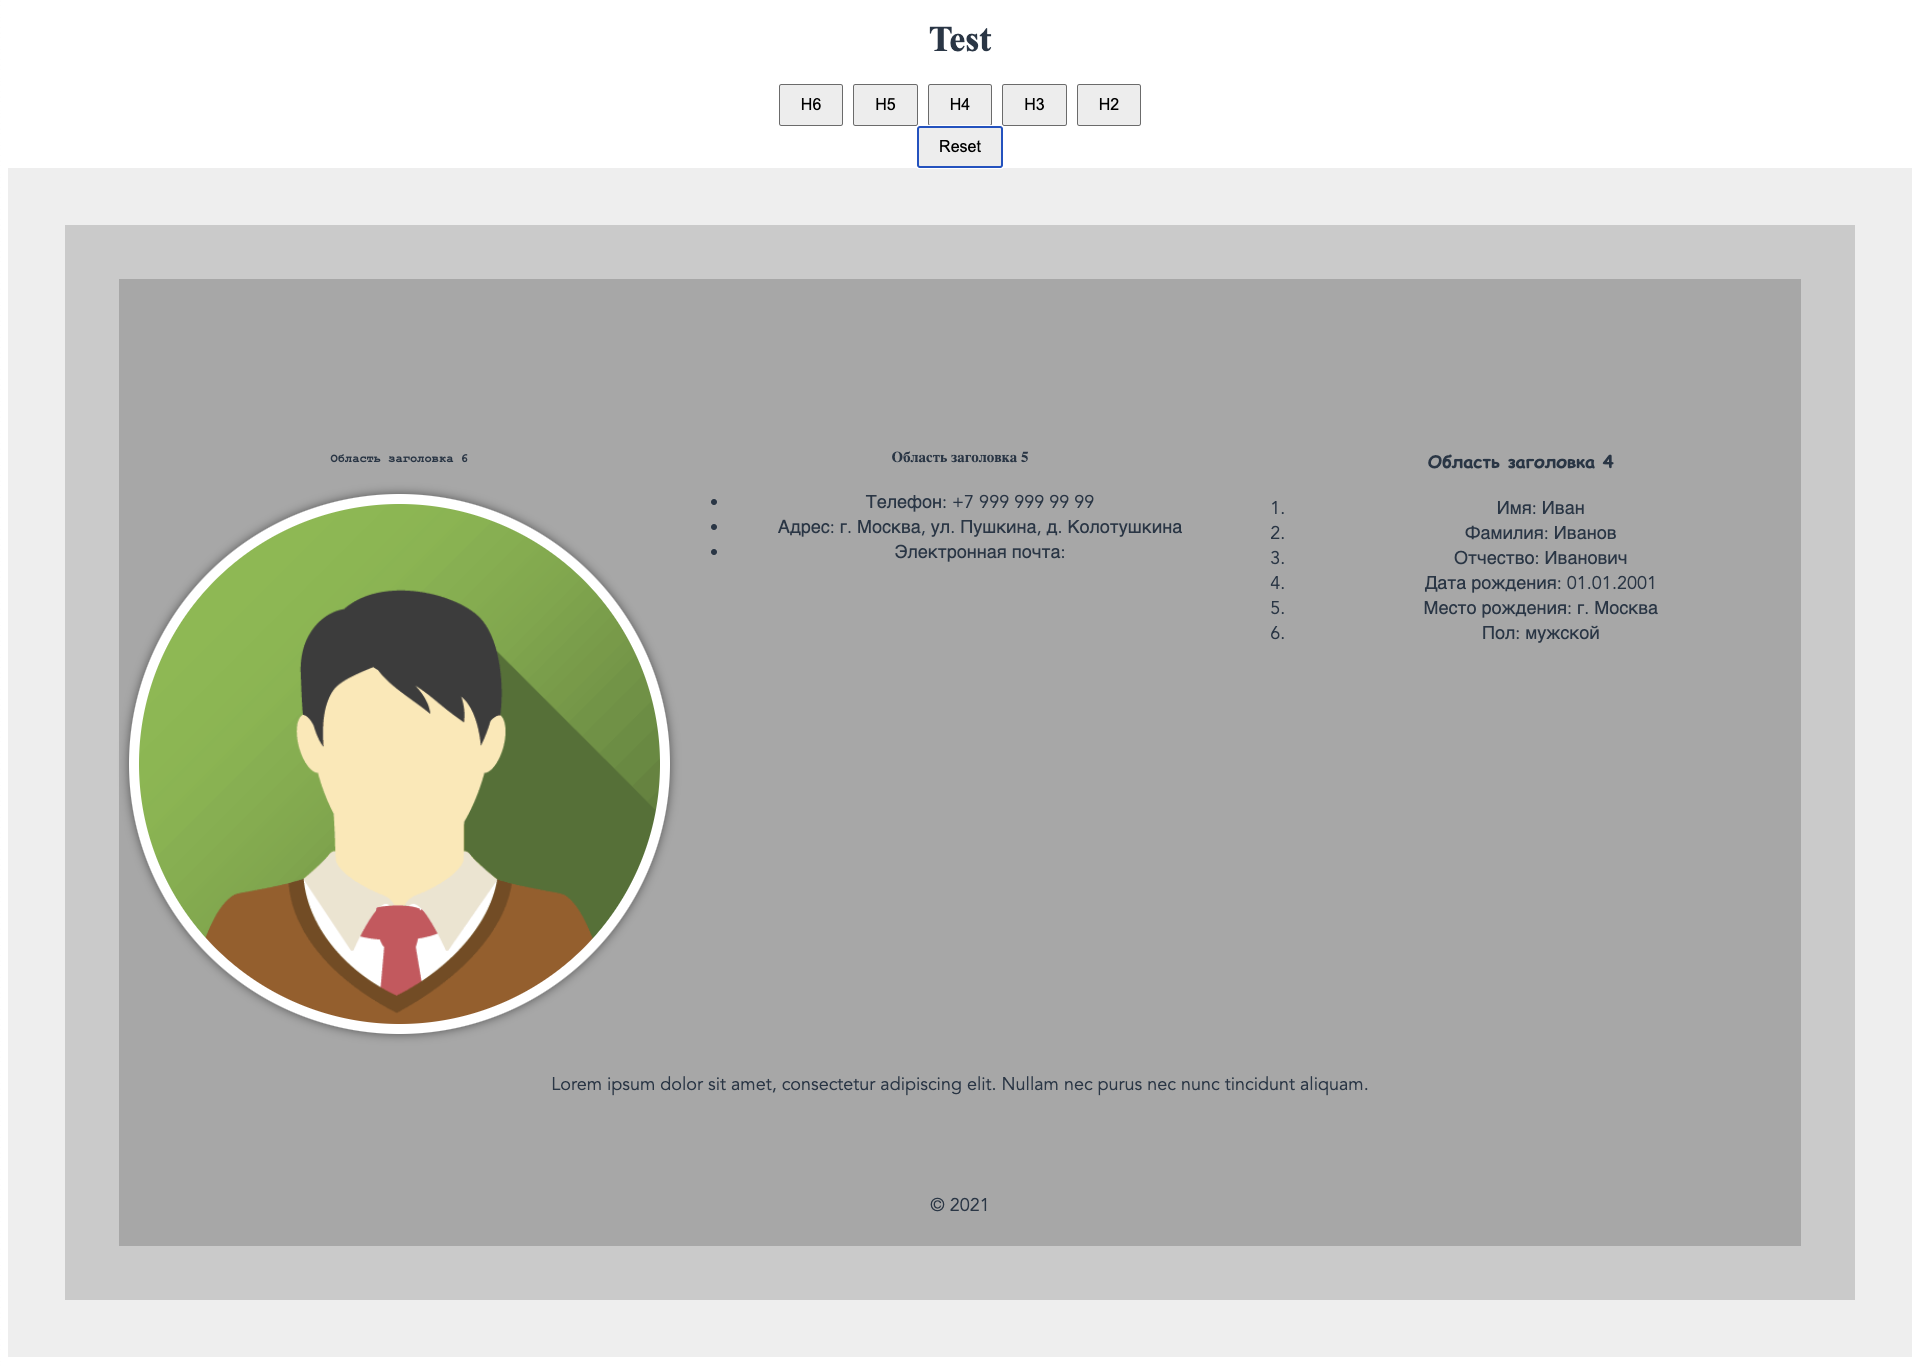 Test
H6 H5 H4 H3 H2
Reset
Область заголовка 6
Область заголовка 5
• Телефон: +7 999 999 99 99
• Адрес: г. Москва, ул. Пушкина, д. Колотушкина
• Электронная почта:
Область заголовка 4
1. Имя: Иван
2. Фамилия: Иванов
3. Отчество: Иванович
4. Дата рождения: 01.01.2001
5. Место рождения: г. Москва
6. Пол: мужской
Lorem ipsum dolor sit amet, consectetur adipiscing elit. Nullam nec purus nec nunc tincidunt aliquam.
© 2021